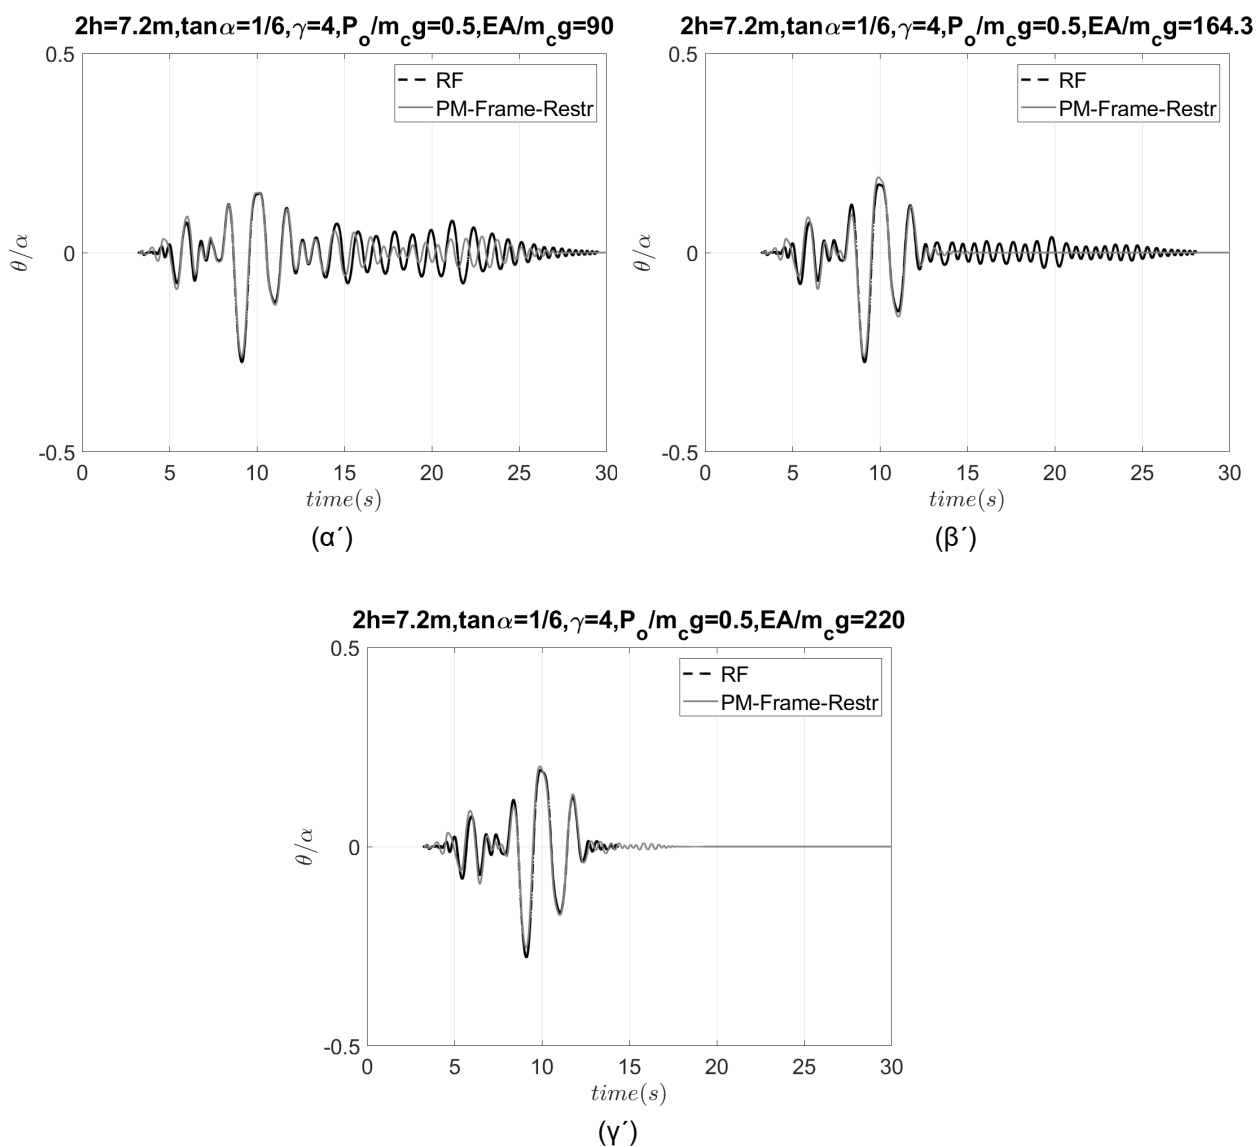 2h=7.2m,tanα=1/6,γ=4,P_o/m_cg=0.5,EA/m_cg=90
0.5
RF
PM-Frame-Restr
θ/α
0
-0.5
0 5 10 15 20 25 30
time(s)
(α´)
2h=7.2m,tanα=1/6,γ=4,P_o/m_cg=0.5,EA/m_cg=164.3
0.5
RF
PM-Frame-Restr
θ/α
0
-0.5
0 5 10 15 20 25 30
time(s)
(β´)
2h=7.2m,tanα=1/6,γ=4,P_o/m_cg=0.5,EA/m_cg=220
0.5
RF
PM-Frame-Restr
θ/α
0
-0.5
0 5 10 15 20 25 30
time(s)
(γ´)